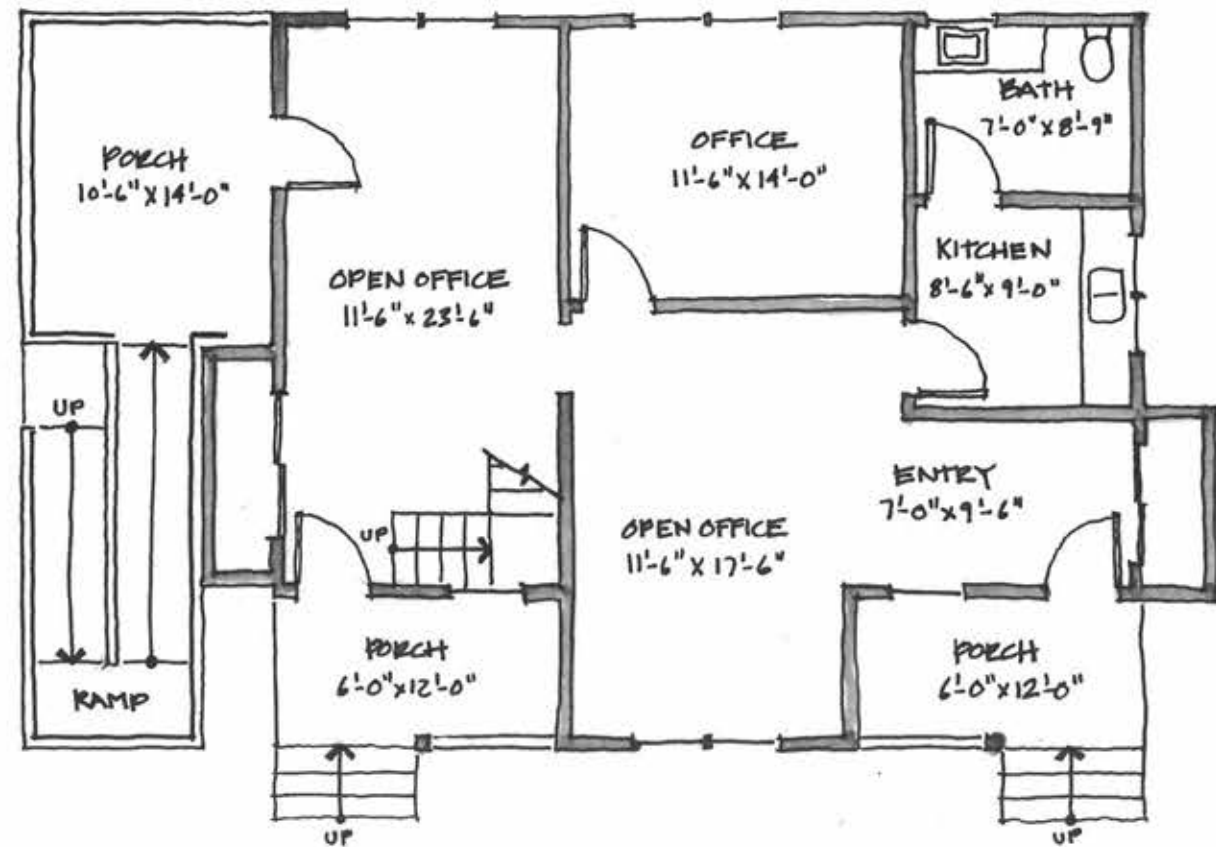 PORCH
10'-6" X 14'-0"
OPEN OFFICE
11'-6" X 23'-6"
OFFICE
11'-6" X 14'-0"
BATH
7'-0" X 8'-9"
KITCHEN
8'-6" X 9'-0"
UP
RAMP
UP
PORCH
6'-0" X 12'-0"
UP
OPEN OFFICE
11'-6" X 17'-6"
ENTRY
7'-0" X 9'-6"
PORCH
6'-0" X 12'-0"
UP